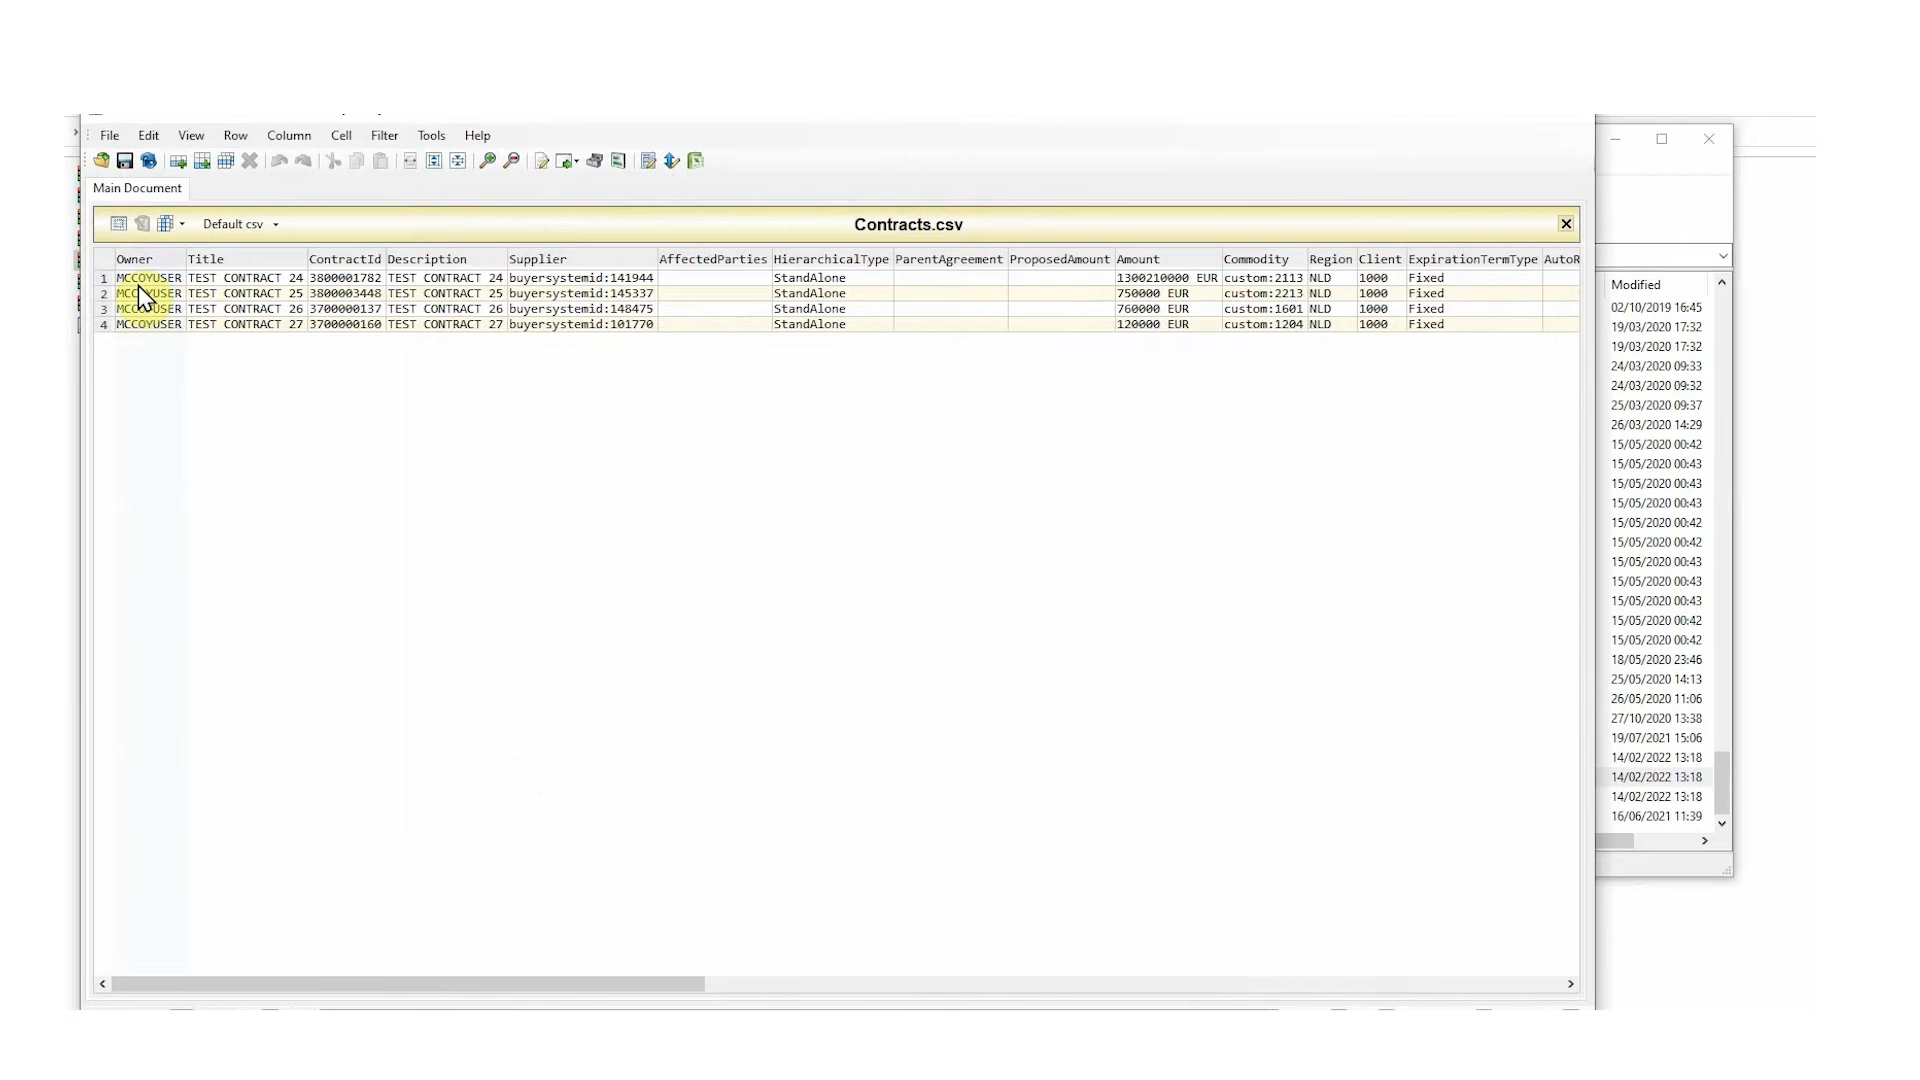 File Edit View Row Column Cell Filter Tools Help
Main Document
Default csv
Contracts.csv
Owner Title ContractId Description Supplier AffectedParties HierarchicalType ParentAgreement ProposedAmount Amount Commodity Region Client ExpirationTermType AutoR
1 MCCOYUSER TEST CONTRACT 24 3800001782 TEST CONTRACT 24 buyersystemid:141944 StandAlone 1300210000 EUR custom:2113 NLD 1000 Fixed
2 MCCOYUSER TEST CONTRACT 25 3800003448 TEST CONTRACT 25 buyersystemid:145337 StandAlone 750000 EUR custom:2213 NLD 1000 Fixed
3 MCCOYUSER TEST CONTRACT 26 3700000137 TEST CONTRACT 26 buyersystemid:148475 StandAlone 760000 EUR custom:1601 NLD 1000 Fixed
4 MCCOYUSER TEST CONTRACT 27 3700000160 TEST CONTRACT 27 buyersystemid:101770 StandAlone 120000 EUR custom:1204 NLD 1000 Fixed
Modified
02/10/2019 16:45
19/03/2020 17:32
19/03/2020 17:32
24/03/2020 09:33
24/03/2020 09:32
25/03/2020 09:37
26/03/2020 14:29
15/05/2020 00:42
15/05/2020 00:43
15/05/2020 00:43
15/05/2020 00:43
15/05/2020 00:42
15/05/2020 00:42
15/05/2020 00:43
15/05/2020 00:43
15/05/2020 00:43
15/05/2020 00:42
15/05/2020 00:42
18/05/2020 23:46
25/05/2020 14:13
26/05/2020 11:06
27/10/2020 13:38
19/07/2021 15:06
14/02/2022 13:18
14/02/2022 13:18
14/02/2022 13:18
16/06/2021 11:39